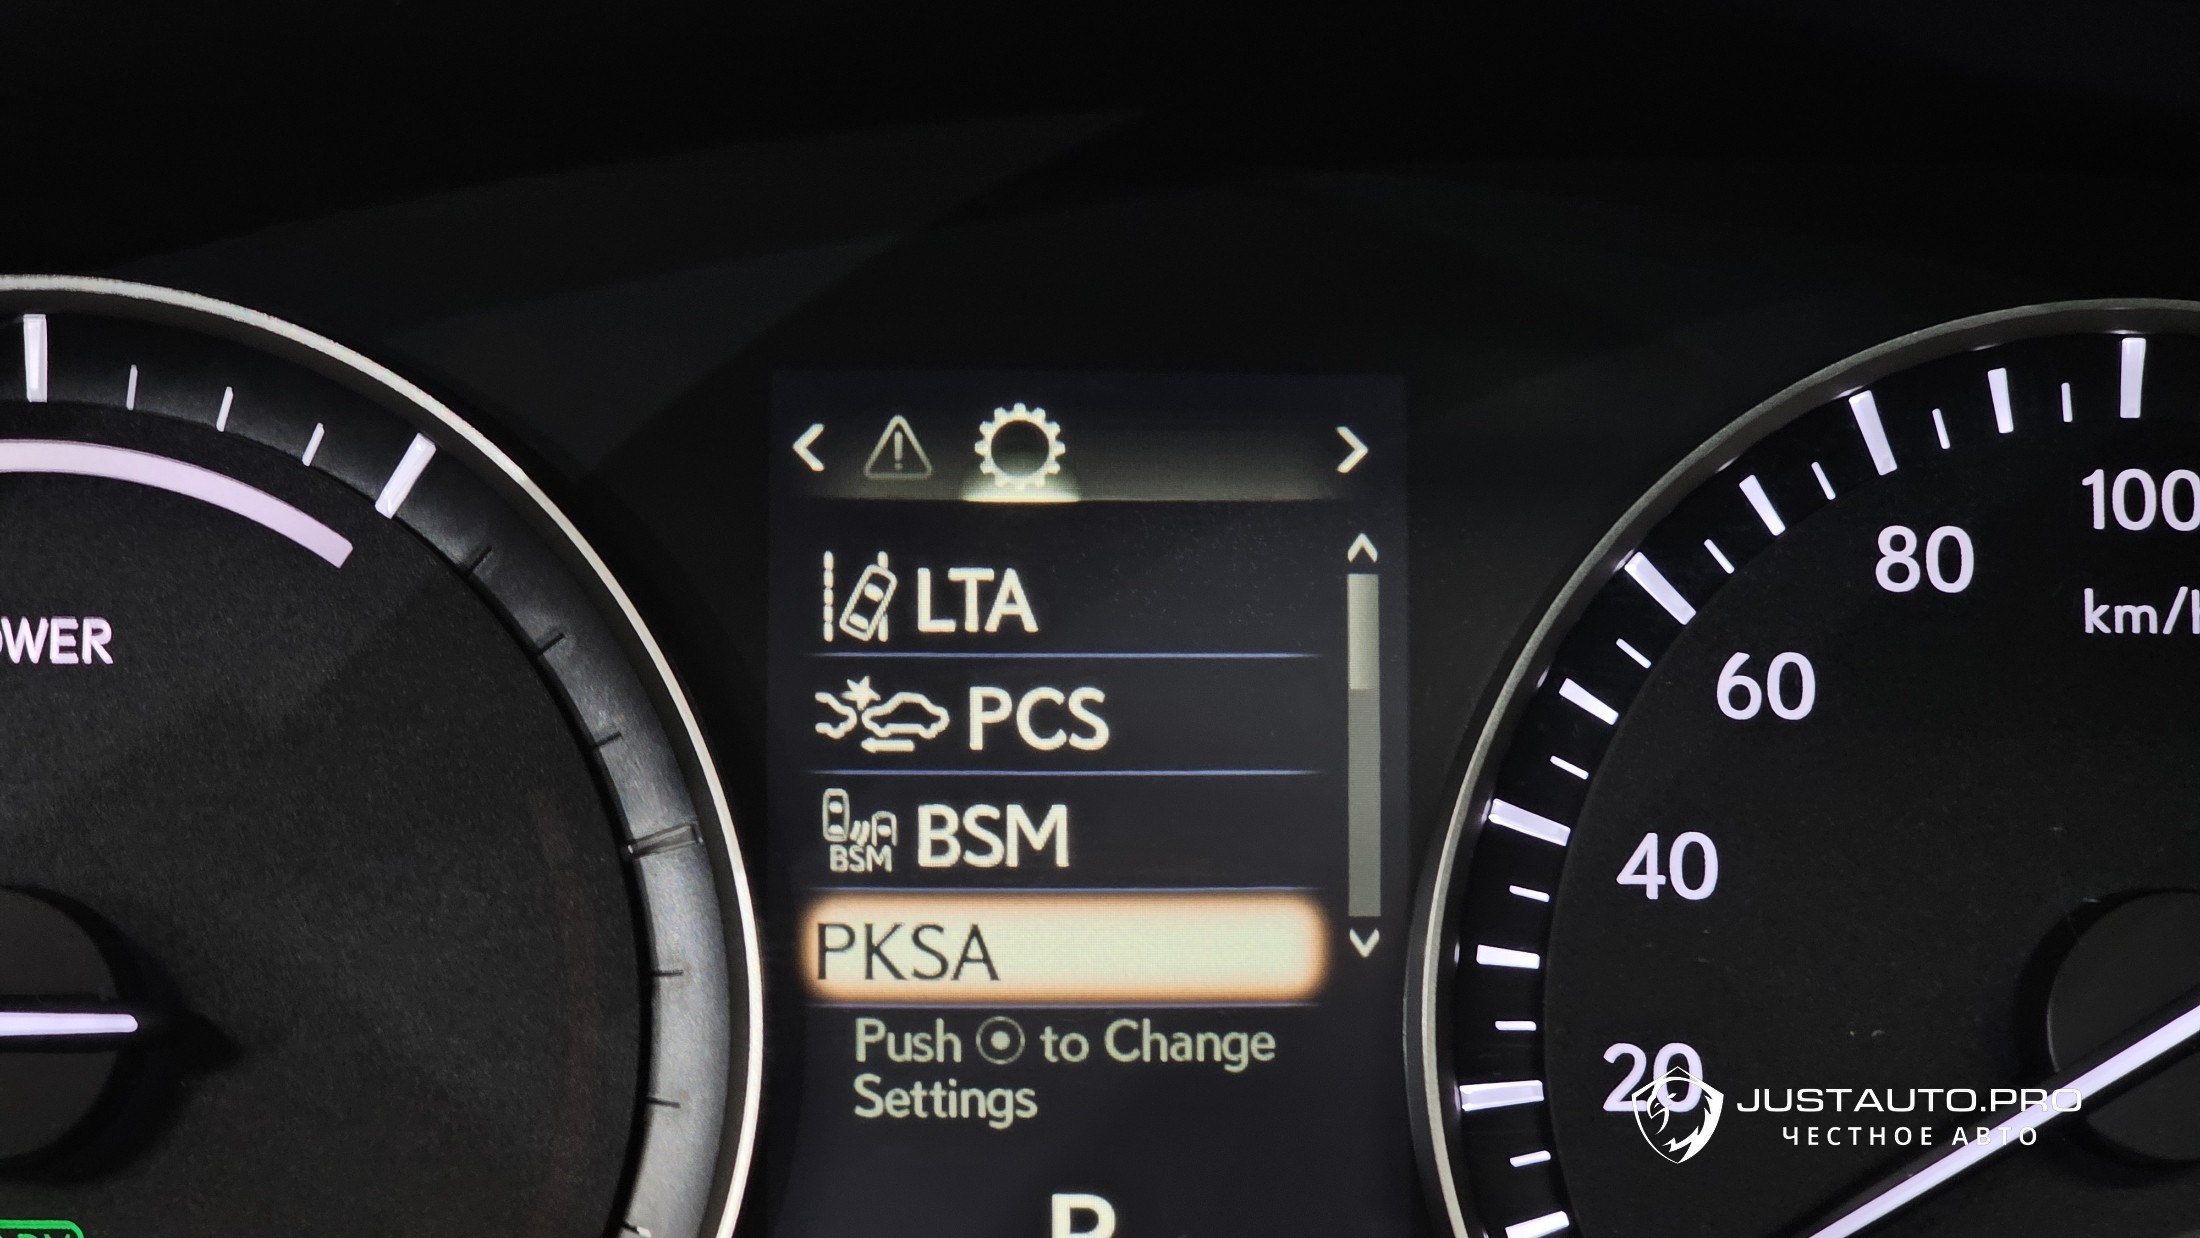 LTA
PCS
BSM
BSM
PKSA
Push to Change
Settings
100
80
km/
60
40
20
JUSTAUTO.PRO
ЧЕСТНОЕ АВТО